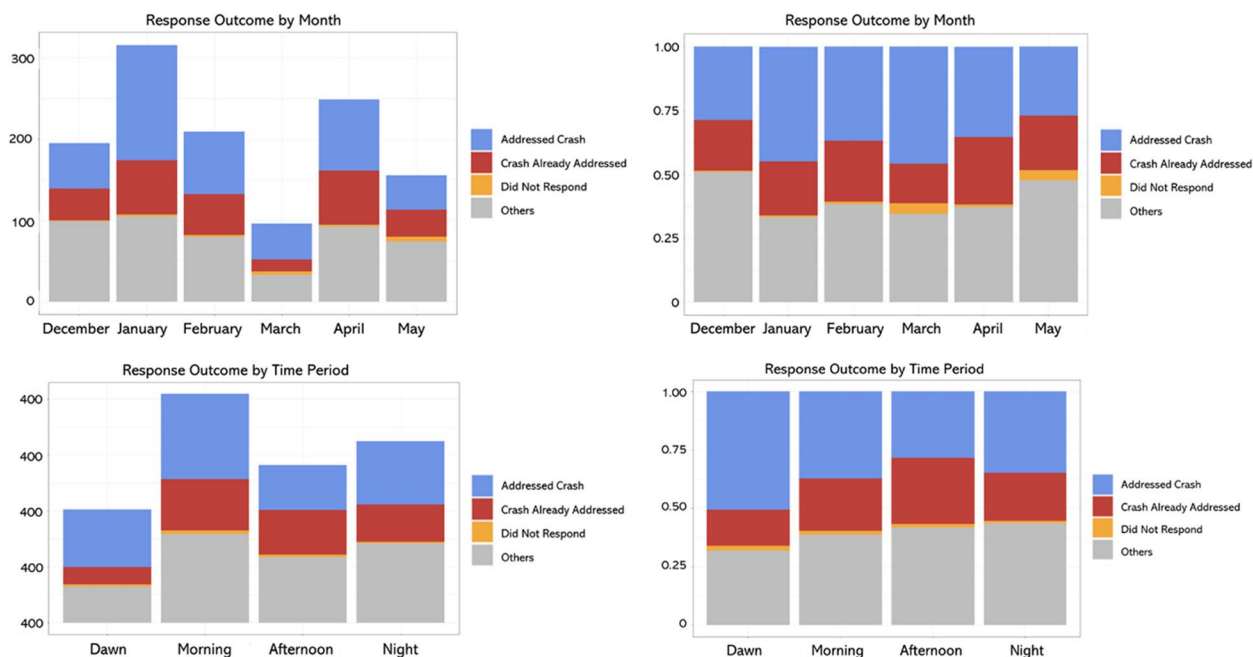 Response Outcome by Month
300
200
100
0
December January February March April May
Addressed Crash
Crash Already Addressed
Did Not Respond
Others
Response Outcome by Month
1.00
0.75
0.50
0.25
0
December January February March April May
Addressed Crash
Crash Already Addressed
Did Not Respond
Others
Response Outcome by Time Period
400
400
400
400
400
Dawn Morning Afternoon Night
Addressed Crash
Crash Already Addressed
Did Not Respond
Others
Response Outcome by Time Period
1.00
0.75
0.50
0.25
0
Dawn Morning Afternoon Night
Addressed Crash
Crash Already Addressed
Did Not Respond
Others